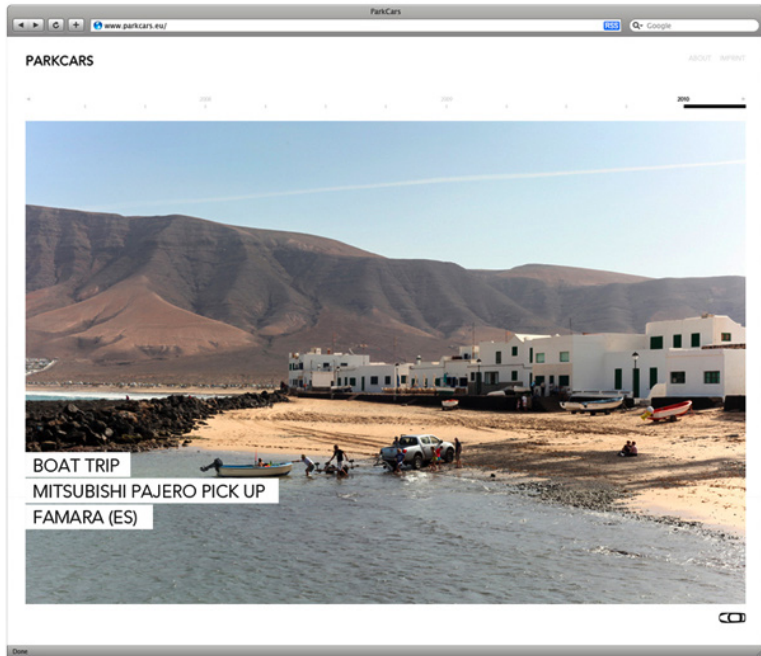 ParkCars
www.parkcars.eu/
RSS
Google
PARKCARS
ABOUT IMPRINT
2010
BOAT TRIP
MITSUBISHI PAJERO PICK UP
FAMARA (ES)
Done